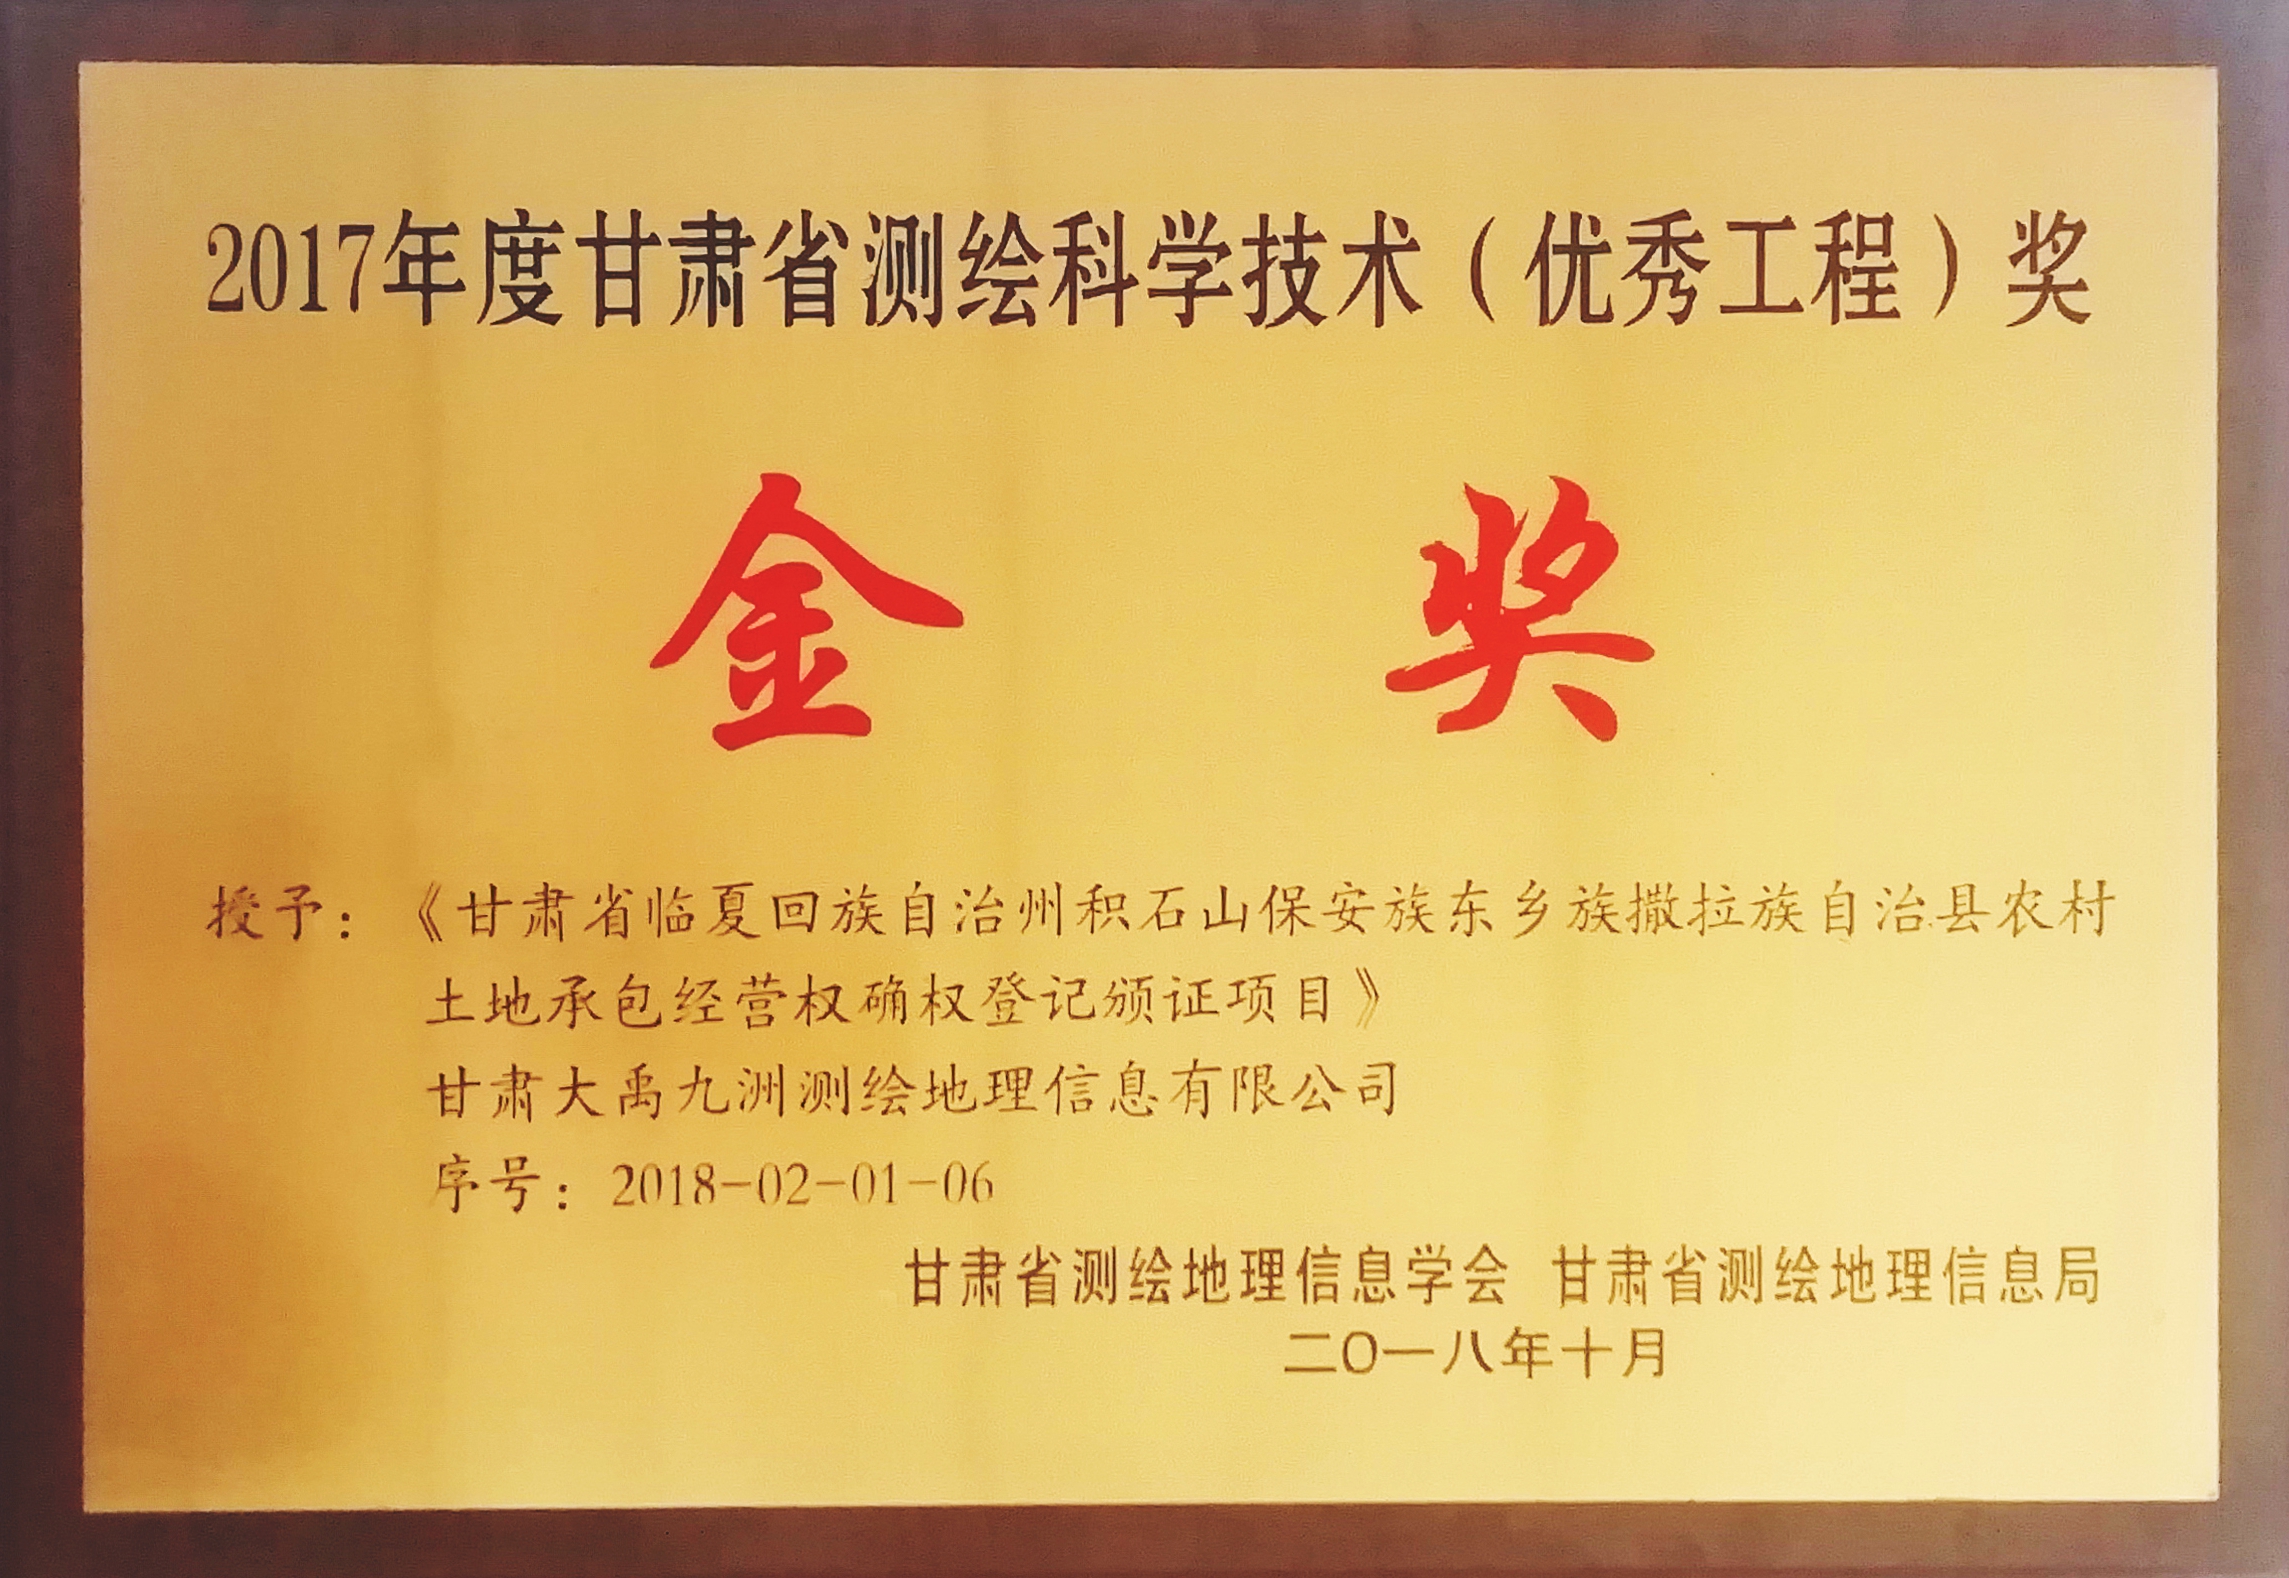 2017年度甘肃省测绘科学技术（优秀工程）奖
金 奖
授予：《甘肃省临夏回族自治州积石山保安族东乡族撒拉族自治县农村
土地承包经营权确权登记颁证项目》
甘肃大禹九洲测绘地理信息有限公司
序号：2018-02-01-06
甘肃省测绘地理信息学会 甘肃省测绘地理信息局
二〇一八年十月